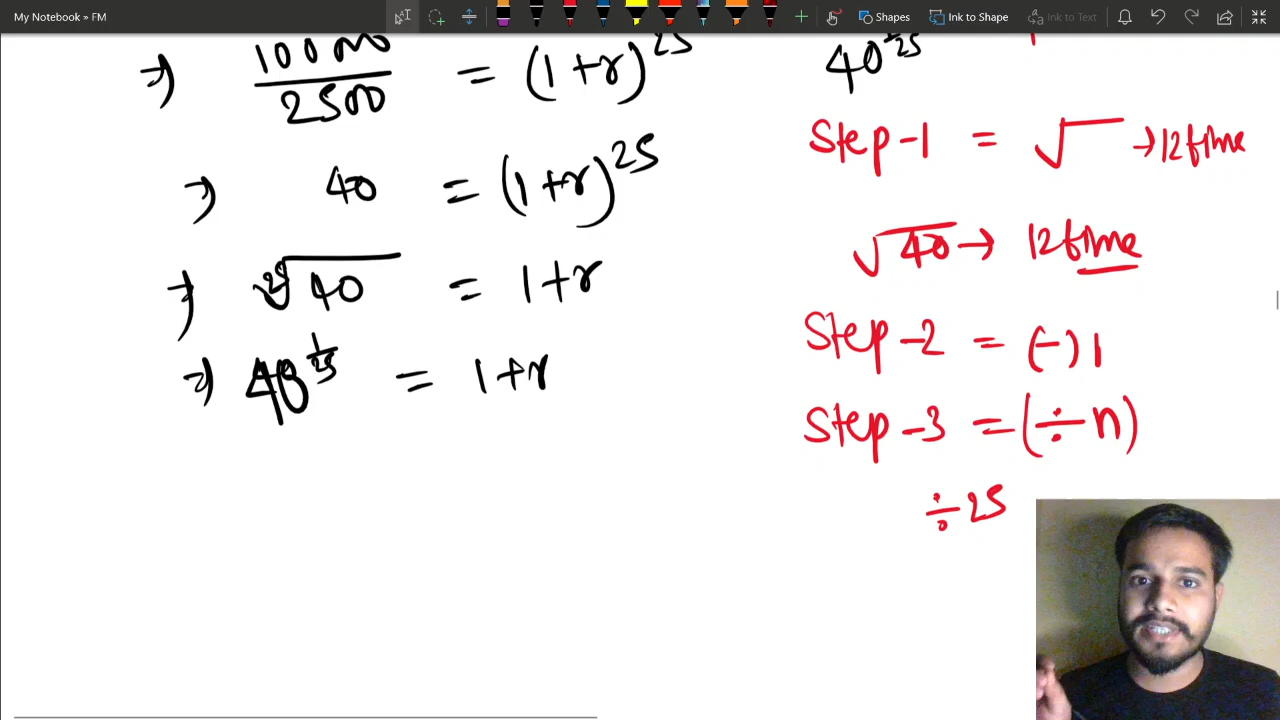 My Notebook » FM
Shapes
Ink to Shape
Ink to Text
⇒ 100000/2500 = (1+r)^25
⇒ 40 = (1+r)^25
⇒ ²⁵√40 = 1+r
⇒ 40^1/25 = 1+r
40^1/25
Step-1 = √ → 12 time
√40 → 12 time
Step-2 = (-) 1
Step-3 = (÷ n)
÷ 25